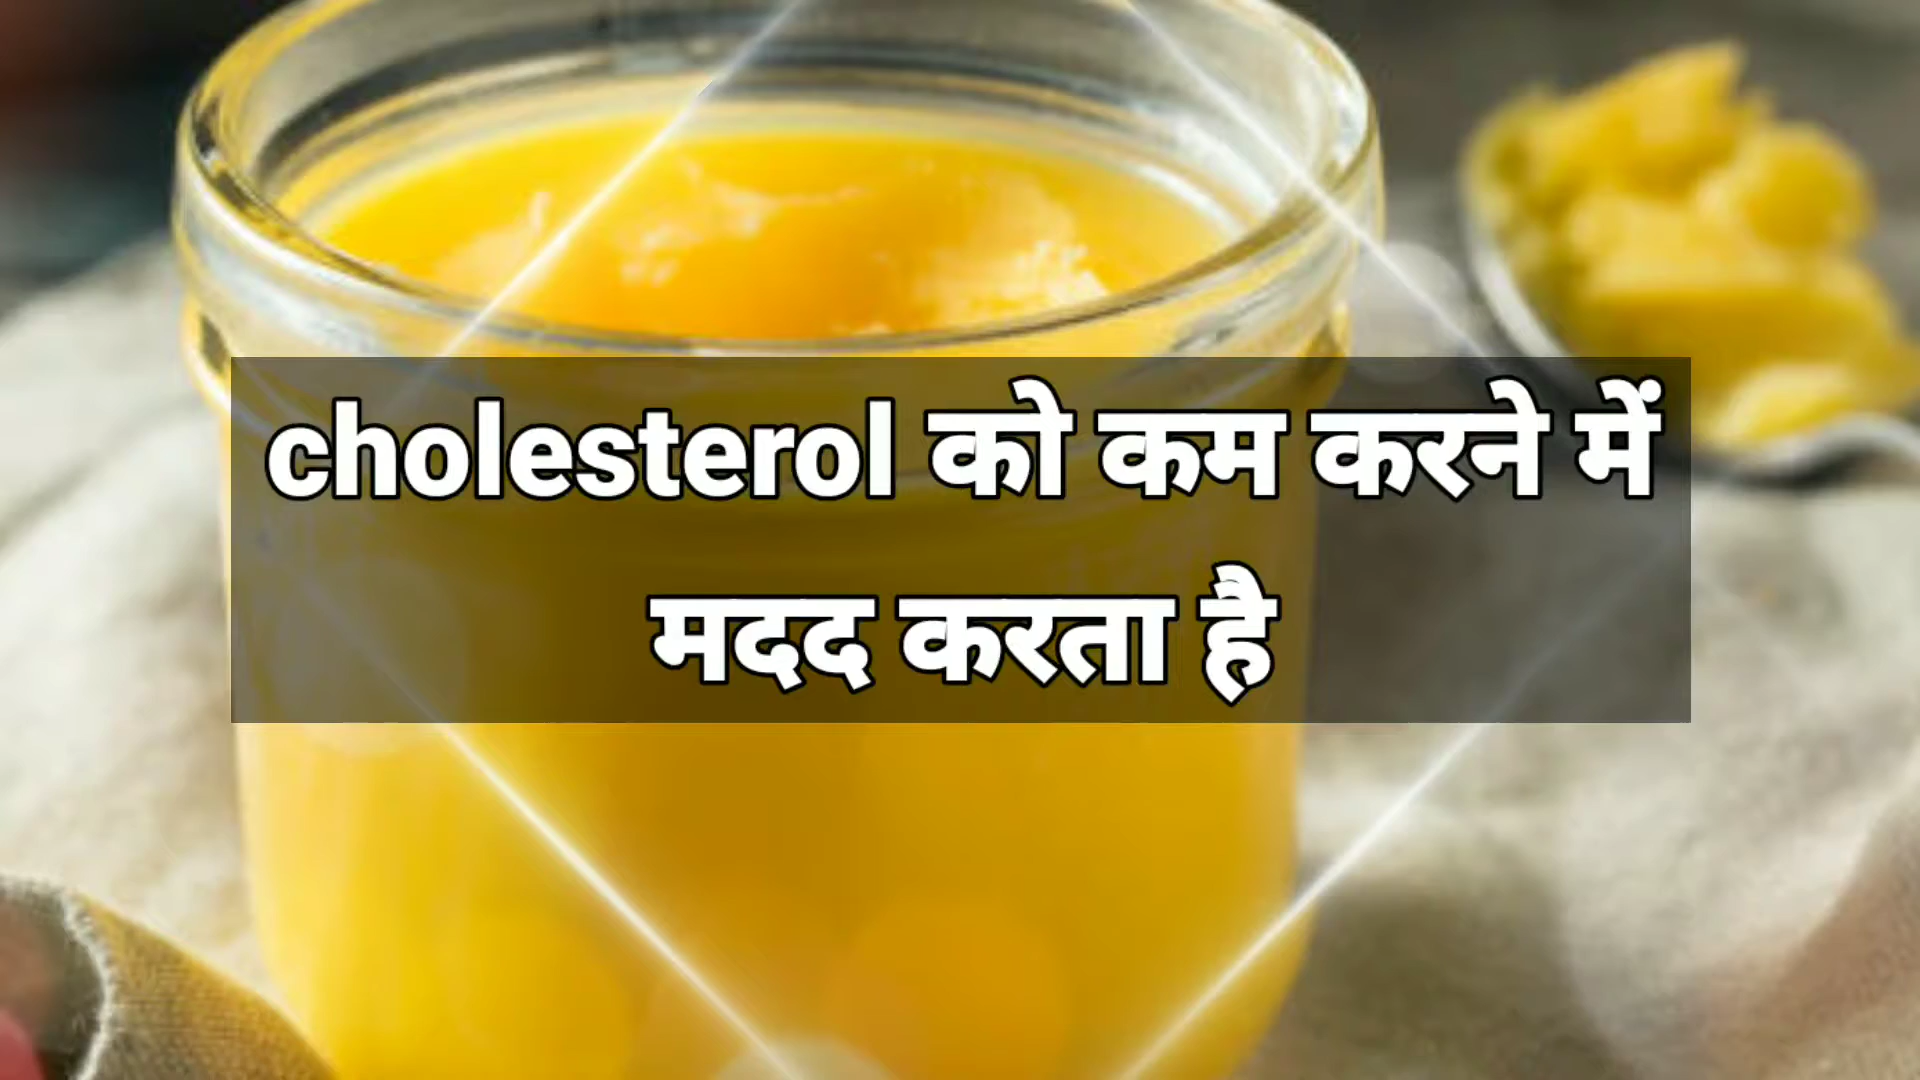 cholesterol को कम करने में
मदद करता है